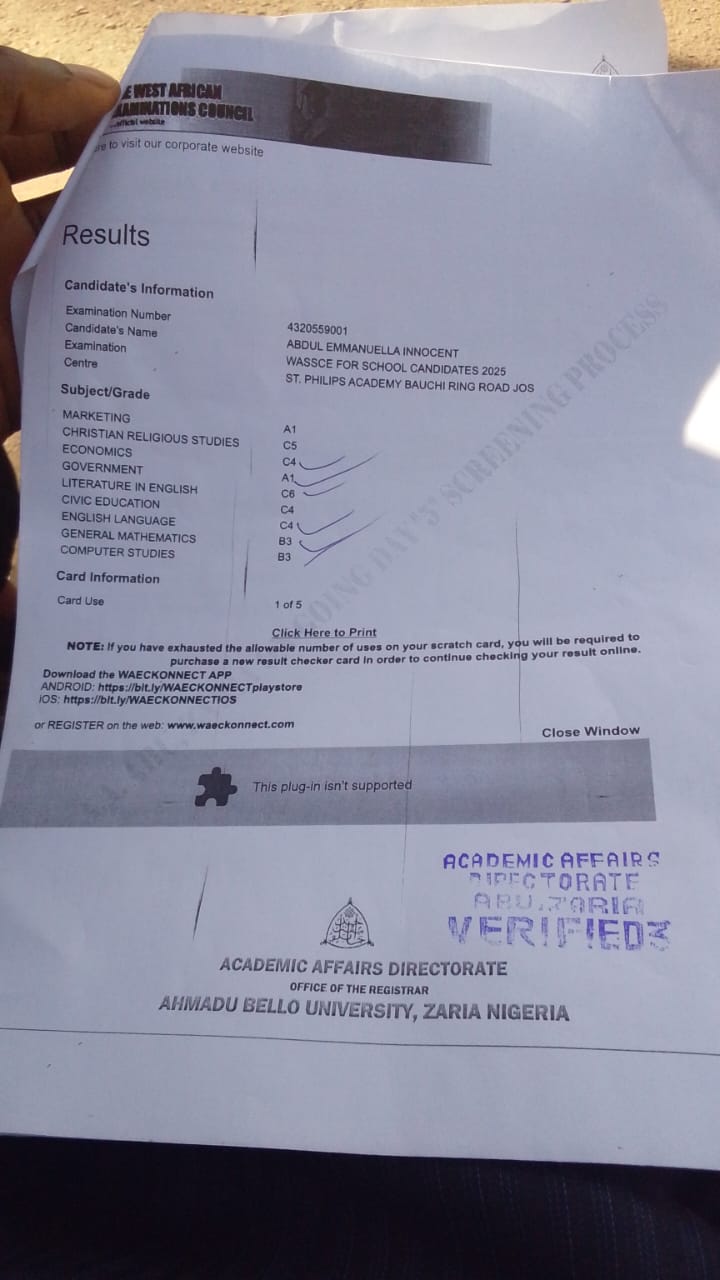 E WEST AFRICAN
AMINATIONS COUNCIL
official website
re to visit our corporate website
Results
Candidate's Information
Examination Number 4320559001
Candidate's Name ABDUL EMMANUELLA INNOCENT
Examination WASSCE FOR SCHOOL CANDIDATES 2025
Centre ST. PHILIPS ACADEMY BAUCHI RING ROAD JOS
Subject/Grade
MARKETING A1
CHRISTIAN RELIGIOUS STUDIES C5
ECONOMICS C4
GOVERNMENT A1
LITERATURE IN ENGLISH C6
CIVIC EDUCATION C4
ENGLISH LANGUAGE C4
GENERAL MATHEMATICS B3
COMPUTER STUDIES B3
Card Information
Card Use 1 of 5
Click Here to Print
NOTE: If you have exhausted the allowable number of uses on your scratch card, you will be required to
purchase a new result checker card in order to continue checking your result online.
Download the WAECKONNECT APP
ANDROID: https://bit.ly/WAECKONNECTplaystore
iOS: https://bit.ly/WAECKONNECTIOS
or REGISTER on the web: www.waeckonnect.com
Close Window
This plug-in isn't supported
GOING DAY "5" SCREENING PROCESS
ACADEMIC AFFAIRS
DIRECTORATE
ABU, ZARIA
VERIFIED3
ACADEMIC AFFAIRS DIRECTORATE
OFFICE OF THE REGISTRAR
AHMADU BELLO UNIVERSITY, ZARIA NIGERIA